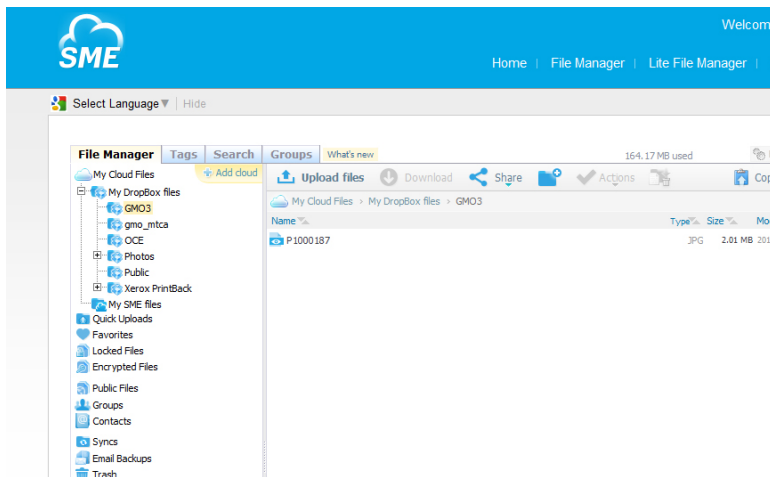 Welcom
SME
Home | File Manager | Lite File Manager |
Select Language ▼ | Hide
File Manager Tags Search Groups What's new 164.17 MB used
My Cloud Files Add cloud
Upload files Download Share Actions Cop
My DropBox files
My Cloud Files › My DropBox files › GMO3
GMO3
Name Type Size Mo
gmo_mtca
OCE
P1000187 JPG 2.01 MB 201
Photos
Public
Xerox PrintBack
My SME files
Quick Uploads
Favorites
Locked Files
Encrypted Files
Public Files
Groups
Contacts
Syncs
Email Backups
Trash